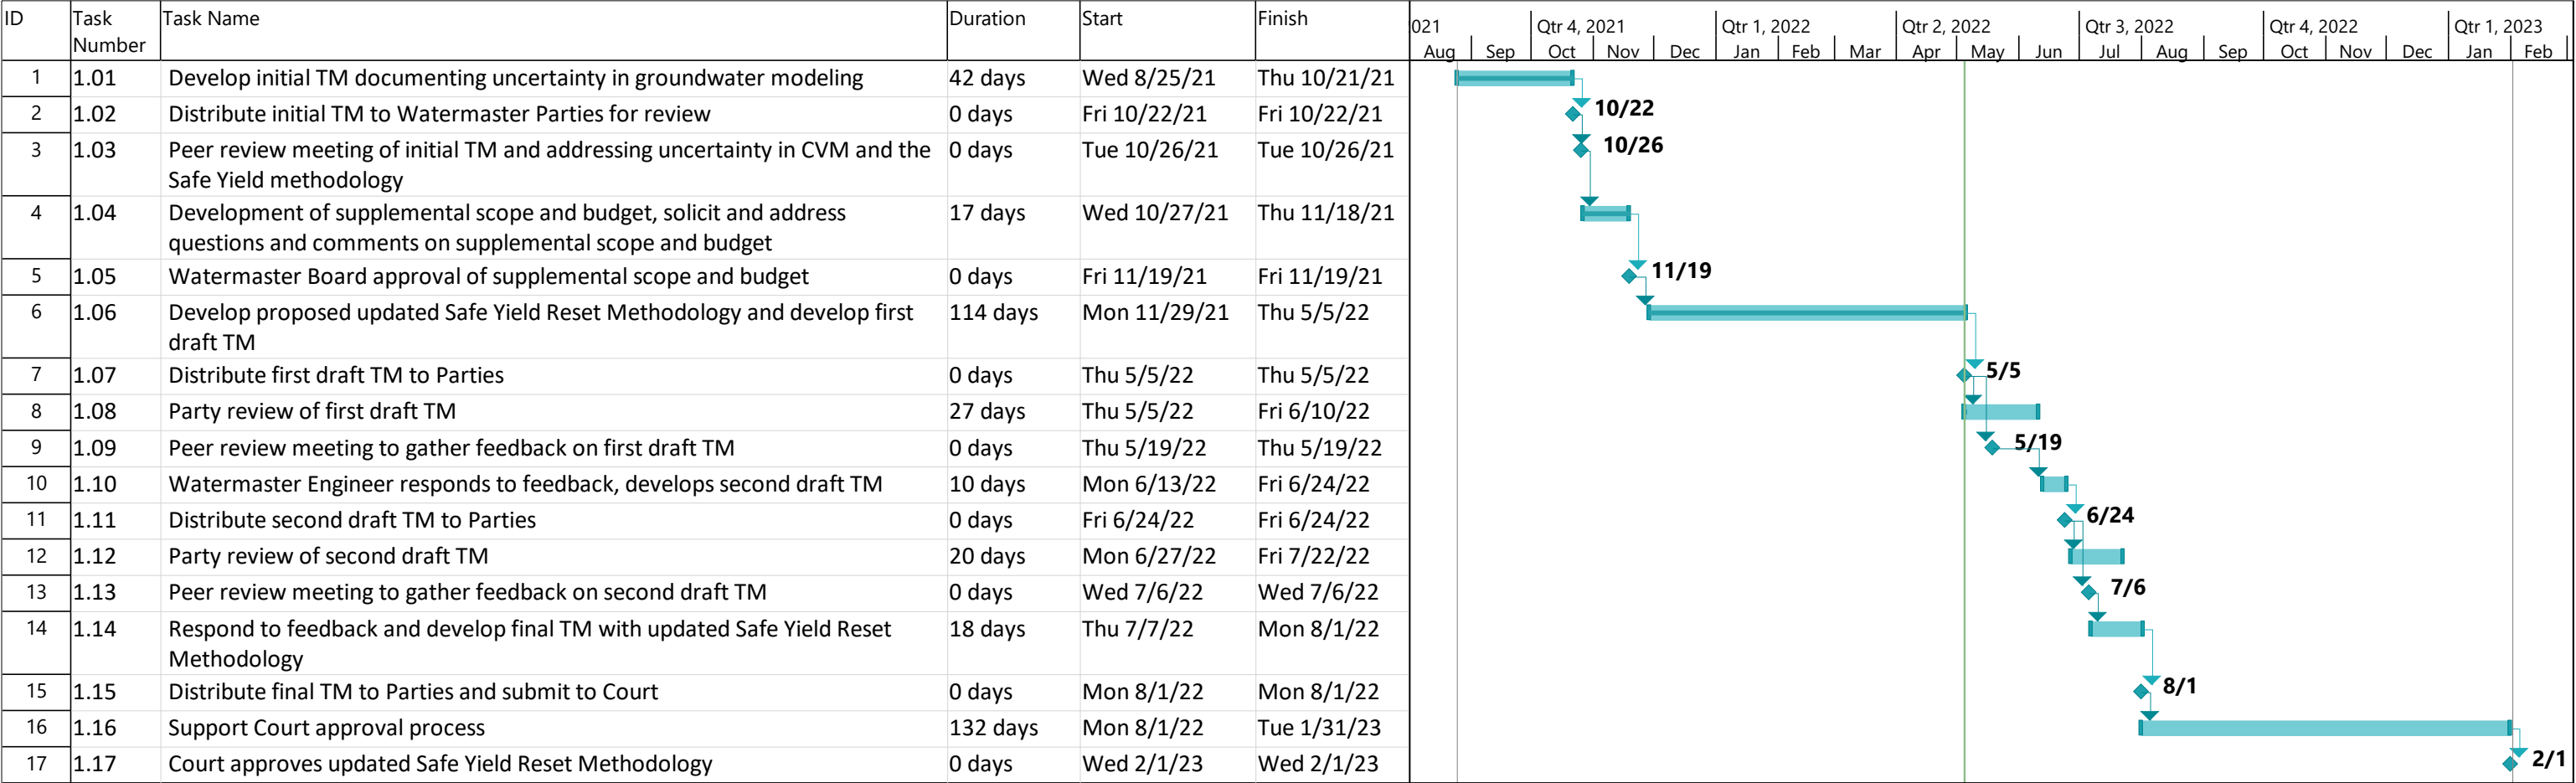 ID Task Number Task Name Duration Start Finish
021 Qtr 4, 2021 Qtr 1, 2022 Qtr 2, 2022 Qtr 3, 2022 Qtr 4, 2022 Qtr 1, 2023
Aug Sep Oct Nov Dec Jan Feb Mar Apr May Jun Jul Aug Sep Oct Nov Dec Jan Feb
1 1.01 Develop initial TM documenting uncertainty in groundwater modeling 42 days Wed 8/25/21 Thu 10/21/21
2 1.02 Distribute initial TM to Watermaster Parties for review 0 days Fri 10/22/21 Fri 10/22/21 10/22
3 1.03 Peer review meeting of initial TM and addressing uncertainty in CVM and the 0 days Tue 10/26/21 Tue 10/26/21 10/26
Safe Yield methodology
4 1.04 Development of supplemental scope and budget, solicit and address 17 days Wed 10/27/21 Thu 11/18/21
questions and comments on supplemental scope and budget
5 1.05 Watermaster Board approval of supplemental scope and budget 0 days Fri 11/19/21 Fri 11/19/21 11/19
6 1.06 Develop proposed updated Safe Yield Reset Methodology and develop first 114 days Mon 11/29/21 Thu 5/5/22
draft TM
7 1.07 Distribute first draft TM to Parties 0 days Thu 5/5/22 Thu 5/5/22 5/5
8 1.08 Party review of first draft TM 27 days Thu 5/5/22 Fri 6/10/22
9 1.09 Peer review meeting to gather feedback on first draft TM 0 days Thu 5/19/22 Thu 5/19/22 5/19
10 1.10 Watermaster Engineer responds to feedback, develops second draft TM 10 days Mon 6/13/22 Fri 6/24/22
11 1.11 Distribute second draft TM to Parties 0 days Fri 6/24/22 Fri 6/24/22 6/24
12 1.12 Party review of second draft TM 20 days Mon 6/27/22 Fri 7/22/22
13 1.13 Peer review meeting to gather feedback on second draft TM 0 days Wed 7/6/22 Wed 7/6/22 7/6
14 1.14 Respond to feedback and develop final TM with updated Safe Yield Reset 18 days Thu 7/7/22 Mon 8/1/22
Methodology
15 1.15 Distribute final TM to Parties and submit to Court 0 days Mon 8/1/22 Mon 8/1/22 8/1
16 1.16 Support Court approval process 132 days Mon 8/1/22 Tue 1/31/23
17 1.17 Court approves updated Safe Yield Reset Methodology 0 days Wed 2/1/23 Wed 2/1/23 2/1